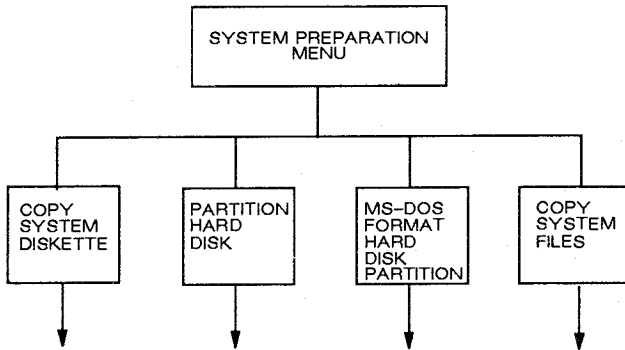 SYSTEM PREPARATION
MENU
COPY
SYSTEM
DISKETTE
PARTITION
HARD
DISK
MS-DOS
FORMAT
HARD
DISK
PARTITION
COPY
SYSTEM
FILES